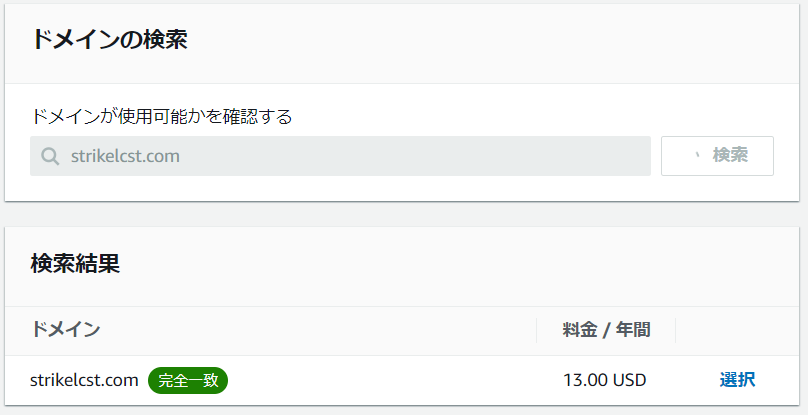 ドメインの検索
ドメインが使用可能かを確認する
strikelcst.com 検索
検索結果
ドメイン 料金 / 年間
strikelcst.com 完全一致 13.00 USD 選択